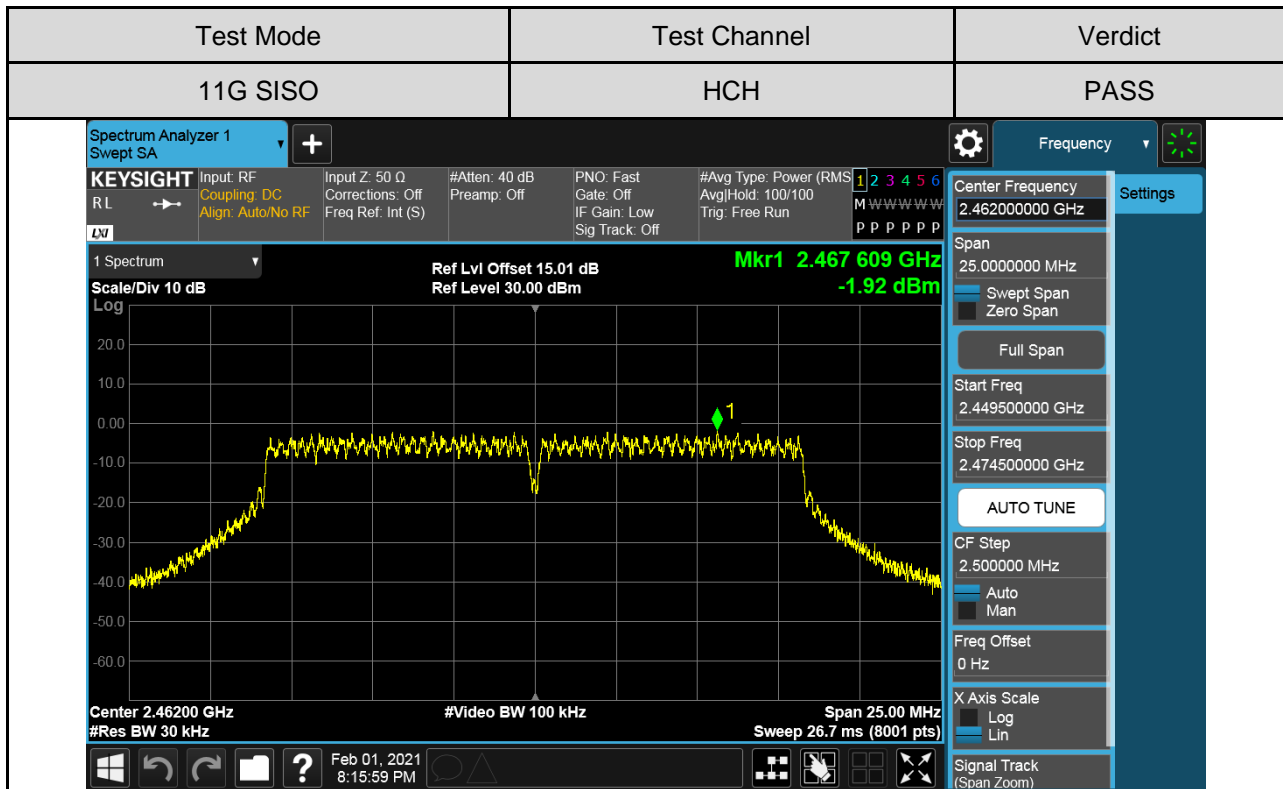 Test Mode Test Channel Verdict
11G SISO HCH PASS
Spectrum Analyzer 1
Swept SA
+
Frequency
KEYSIGHT Input: RF Input Z: 50 Ω #Atten: 40 dB PNO: Fast #Avg Type: Power (RMS 1 2 3 4 5 6
RL Coupling: DC Corrections: Off Preamp: Off Gate: Off Avg|Hold: 100/100 M W W W W W
Align: Auto/No RF Freq Ref: Int (S) IF Gain: Low Trig: Free Run
LXI Sig Track: Off P P P P P P
1 Spectrum
Ref Lvl Offset 15.01 dB Mkr1 2.467 609 GHz
Scale/Div 10 dB Ref Level 30.00 dBm -1.92 dBm
Log
20.0
10.0
0.00
1
-10.0
-20.0
-30.0
-40.0
-50.0
-60.0
Center 2.46200 GHz #Video BW 100 kHz Span 25.00 MHz
#Res BW 30 kHz Sweep 26.7 ms (8001 pts)
?
Feb 01, 2021
8:15:59 PM
Center Frequency
2.462000000 GHz
Settings
Span
25.0000000 MHz
Swept Span
Zero Span
Full Span
Start Freq
2.449500000 GHz
Stop Freq
2.474500000 GHz
AUTO TUNE
CF Step
2.500000 MHz
Auto
Man
Freq Offset
0 Hz
X Axis Scale
Log
Lin
Signal Track
(Span Zoom)